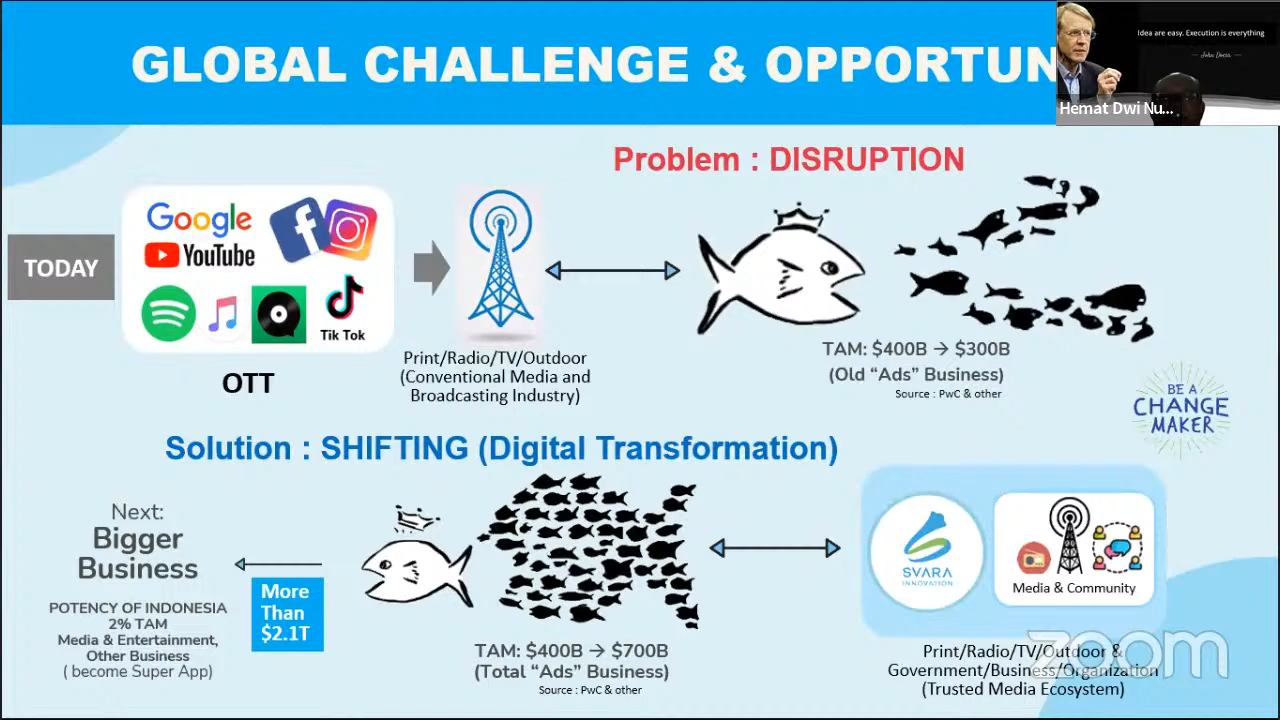 GLOBAL CHALLENGE & OPPORTUN
Idea are easy. Execution is everything
John Doerr
Hemat Dwi Nu...
Problem : DISRUPTION
TODAY
Google
YouTube
Tik Tok
OTT
Print/Radio/TV/Outdoor
(Conventional Media and
Broadcasting Industry)
TAM: $400B → $300B
(Old “Ads” Business)
Source : PwC & other
BE A
CHANGE
MAKER
Solution : SHIFTING (Digital Transformation)
Next:
Bigger
Business
POTENCY OF INDONESIA
2% TAM
Media & Entertainment,
Other Business
( become Super App)
More
Than
$2.1T
TAM: $400B → $700B
(Total “Ads” Business)
Source : PwC & other
SVARA
INNOVATION
Media & Community
Print/Radio/TV/Outdoor &
Government/Business/Organization
(Trusted Media Ecosystem)
zoom